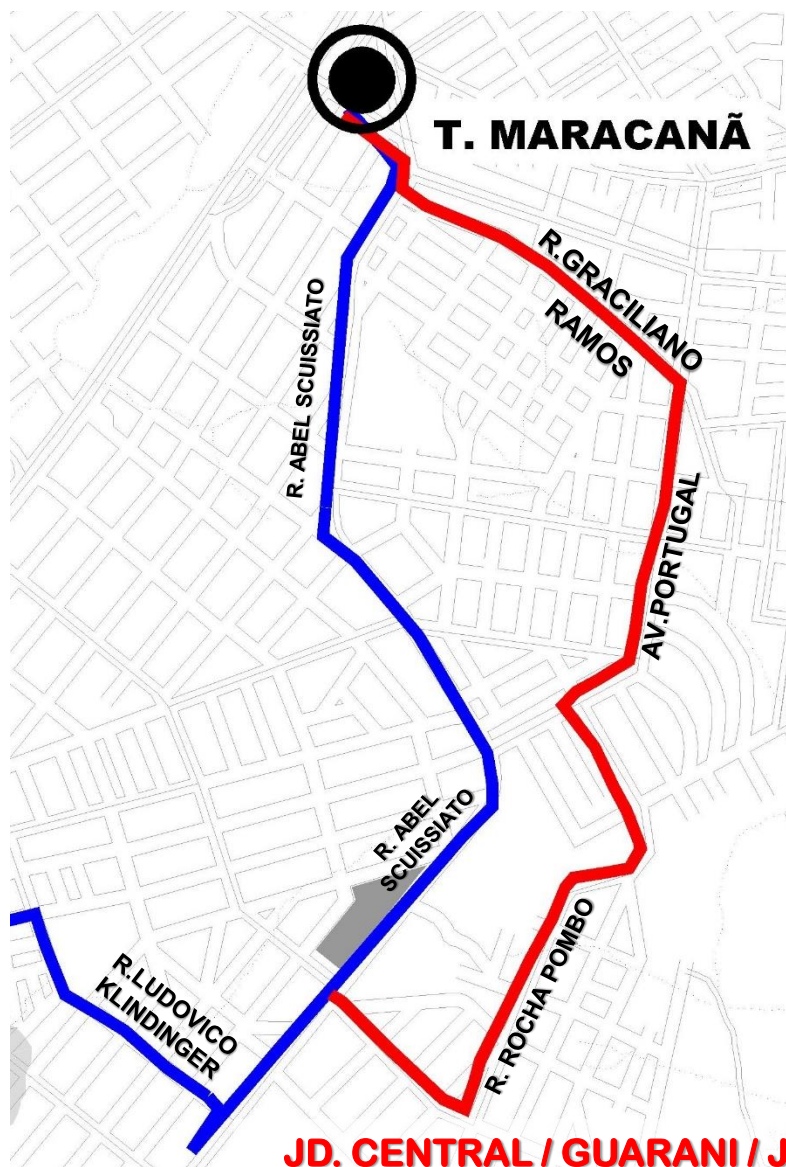 T. MARACANÃ
R.GRACILIANO
RAMOS
R. ABEL SCUISSIATO
AV.PORTUGAL
R. ABEL
SCUISSIATO
R. ROCHA POMBO
R.LUDOVICO
KLINDINGER
JD. CENTRAL / GUARANI / J